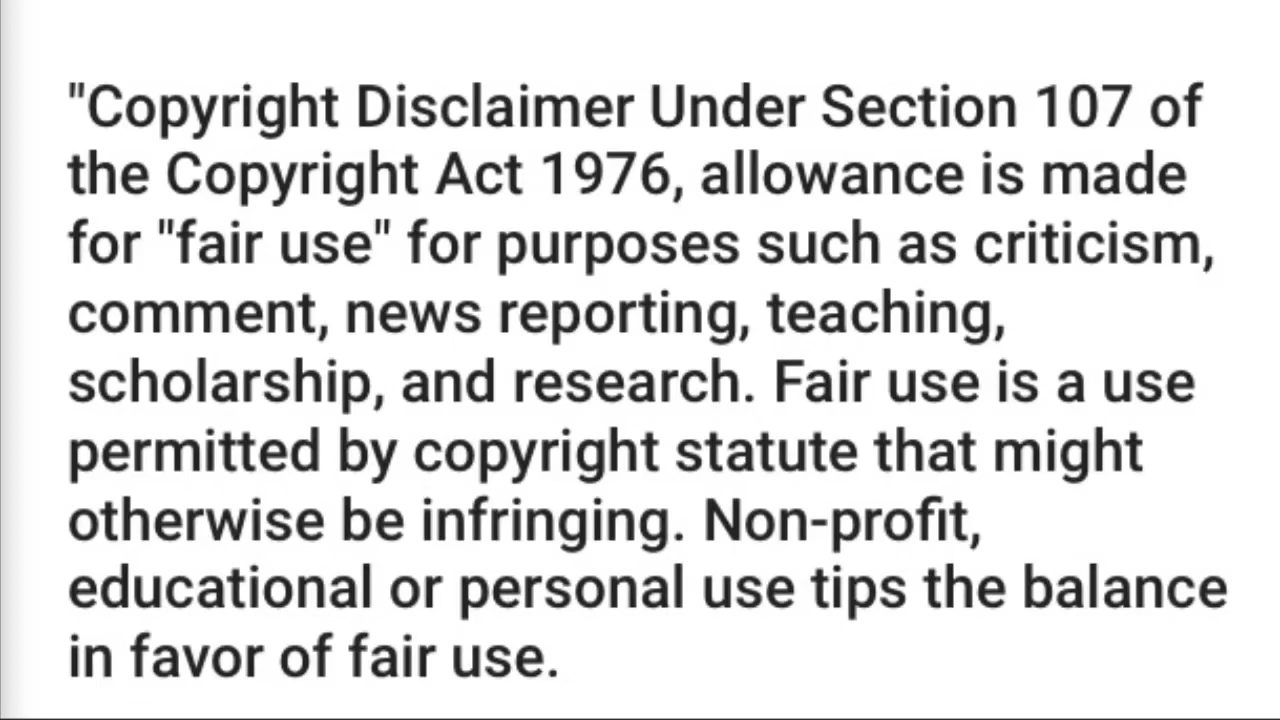 "Copyright Disclaimer Under Section 107 of
the Copyright Act 1976, allowance is made
for "fair use" for purposes such as criticism,
comment, news reporting, teaching,
scholarship, and research. Fair use is a use
permitted by copyright statute that might
otherwise be infringing. Non-profit,
educational or personal use tips the balance
in favor of fair use.